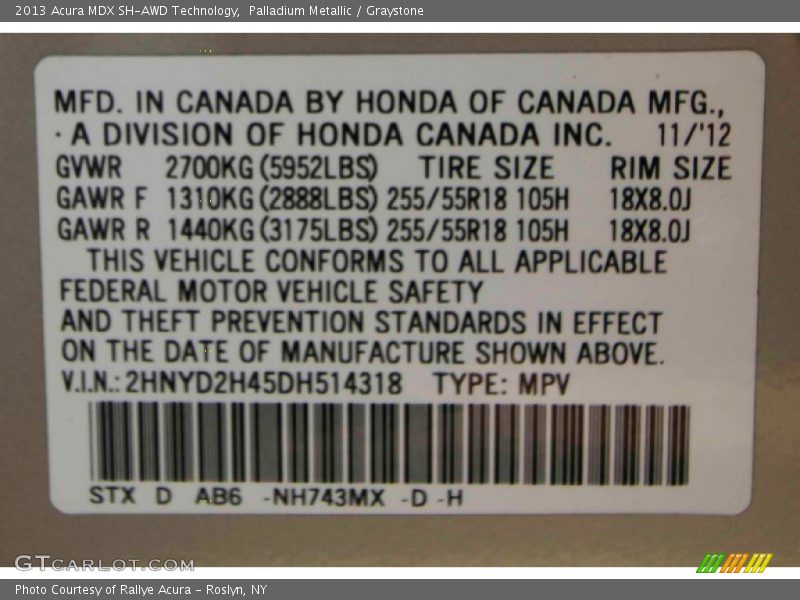 2013 Acura MDX SH-AWD Technology,  Palladium Metallic / Graystone
MFD. IN CANADA BY HONDA OF CANADA MFG.,
· A DIVISION OF HONDA CANADA INC. 11/'12
GVWR 2700KG (5952LBS) TIRE SIZE RIM SIZE
GAWR F 1310KG (2888LBS) 255/55R18 105H 18X8.0J
GAWR R 1440KG (3175LBS) 255/55R18 105H 18X8.0J
THIS VEHICLE CONFORMS TO ALL APPLICABLE
FEDERAL MOTOR VEHICLE SAFETY
AND THEFT PREVENTION STANDARDS IN EFFECT
ON THE DATE OF MANUFACTURE SHOWN ABOVE.
V.I.N.: 2HNYD2H45DH514318 TYPE: MPV
STX D AB6 -NH743MX -D -H
GTCARLOT.COM
Photo Courtesy of Rallye Acura - Roslyn, NY